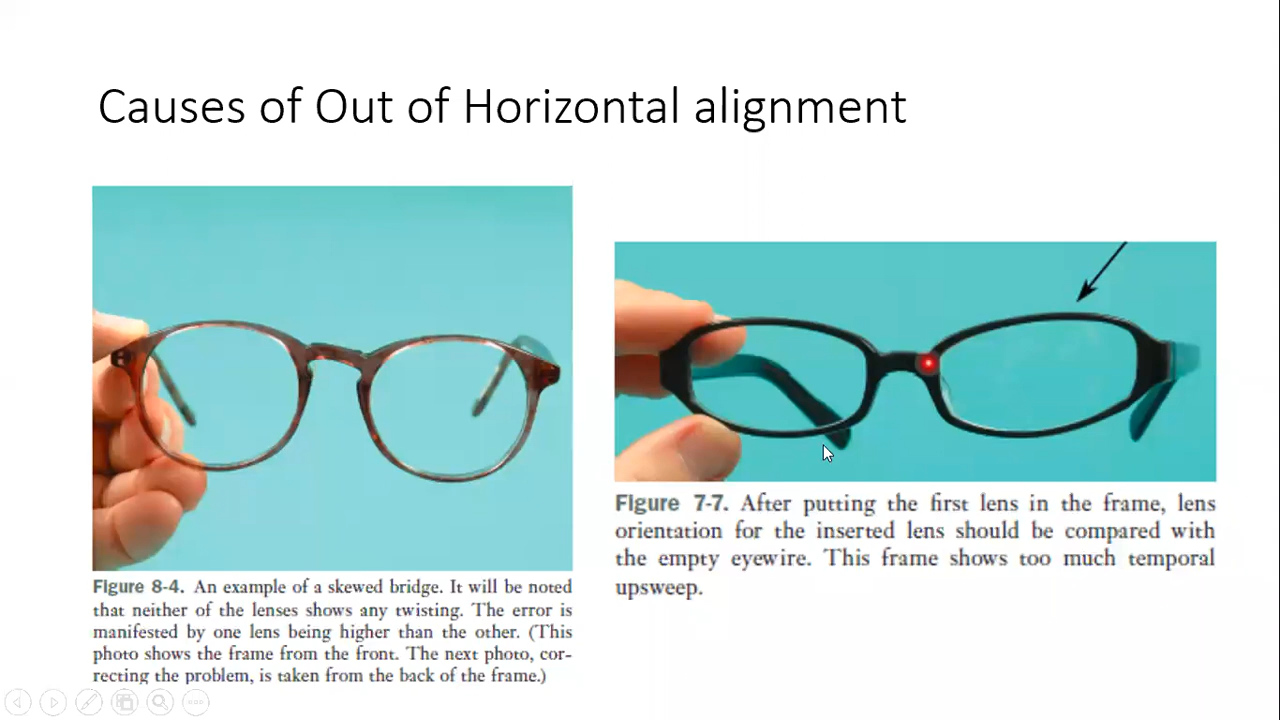 Causes of Out of Horizontal alignment
Figure 8-4. An example of a skewed bridge. It will be noted
that neither of the lenses shows any twisting. The error is
manifested by one lens being higher than the other. (This
photo shows the frame from the front. The next photo, cor-
recting the problem, is taken from the back of the frame.)
Figure 7-7. After putting the first lens in the frame, lens
orientation for the inserted lens should be compared with
the empty eyewire. This frame shows too much temporal
upsweep.